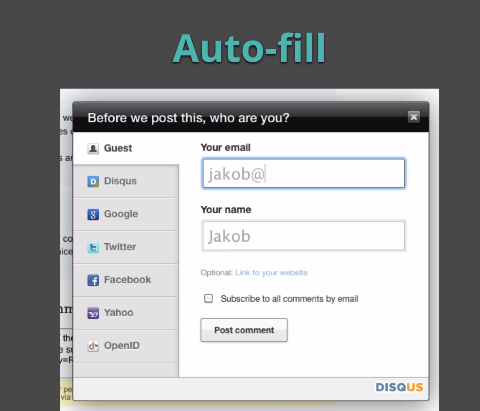 Auto-fill
Before we post this, who are you?
Guest
Disqus
Google
Twitter
Facebook
Yahoo
OpenID
Your email
jakob@
Your name
Jakob
Optional: Link to your website
Subscribe to all comments by email
Post comment
DISQUS